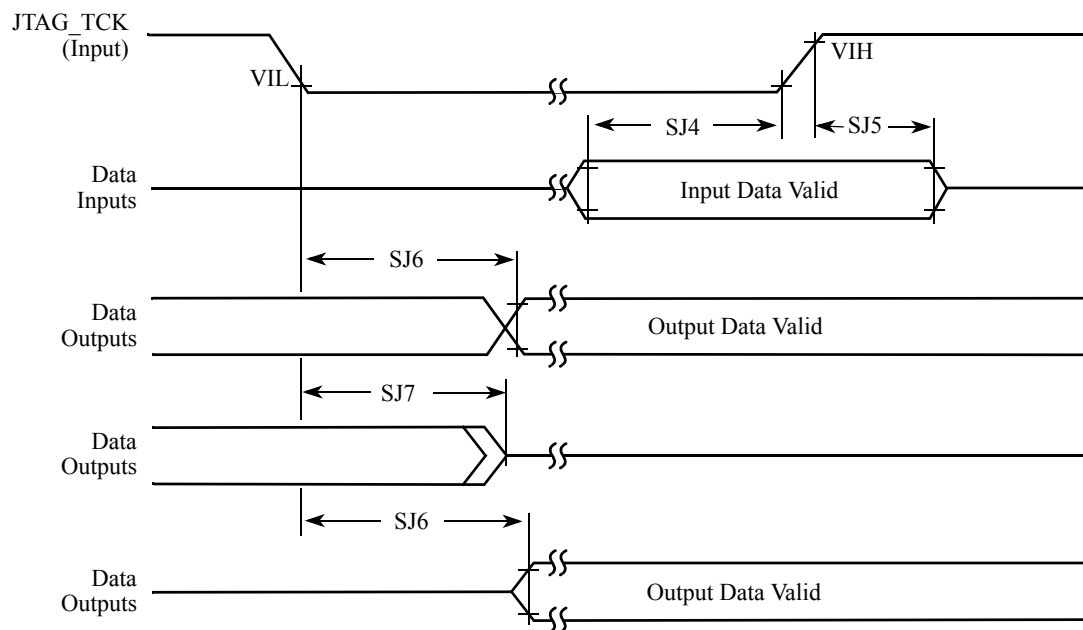 JTAG_TCK
(Input)
VIL
VIH
SJ4
SJ5
Data
Inputs
Input Data Valid
SJ6
Data
Outputs
Output Data Valid
SJ7
Data
Outputs
SJ6
Data
Outputs
Output Data Valid